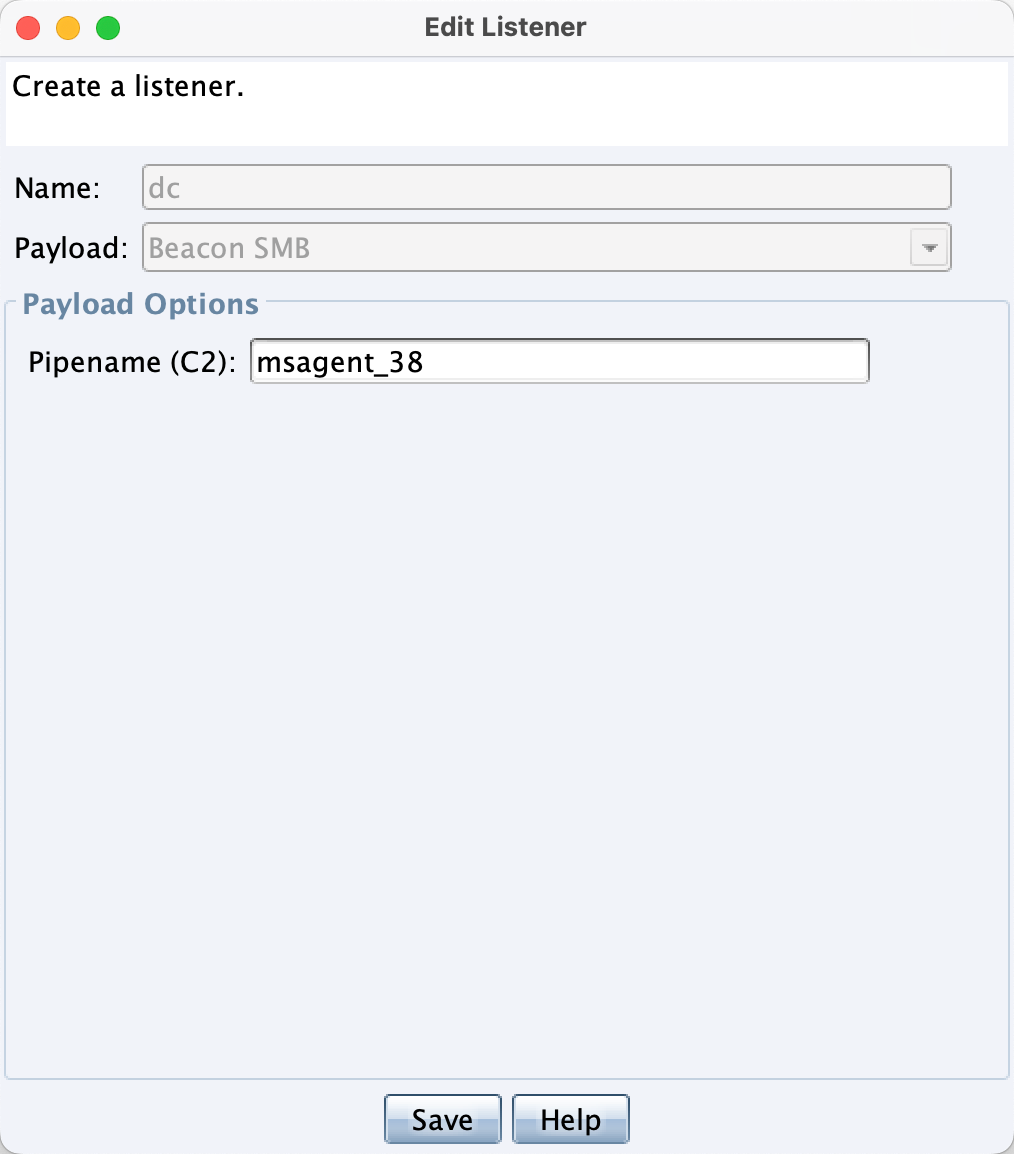 Edit Listener
Create a listener.
Name: dc
Payload: Beacon SMB
Payload Options
Pipename (C2): msagent_38
Save Help